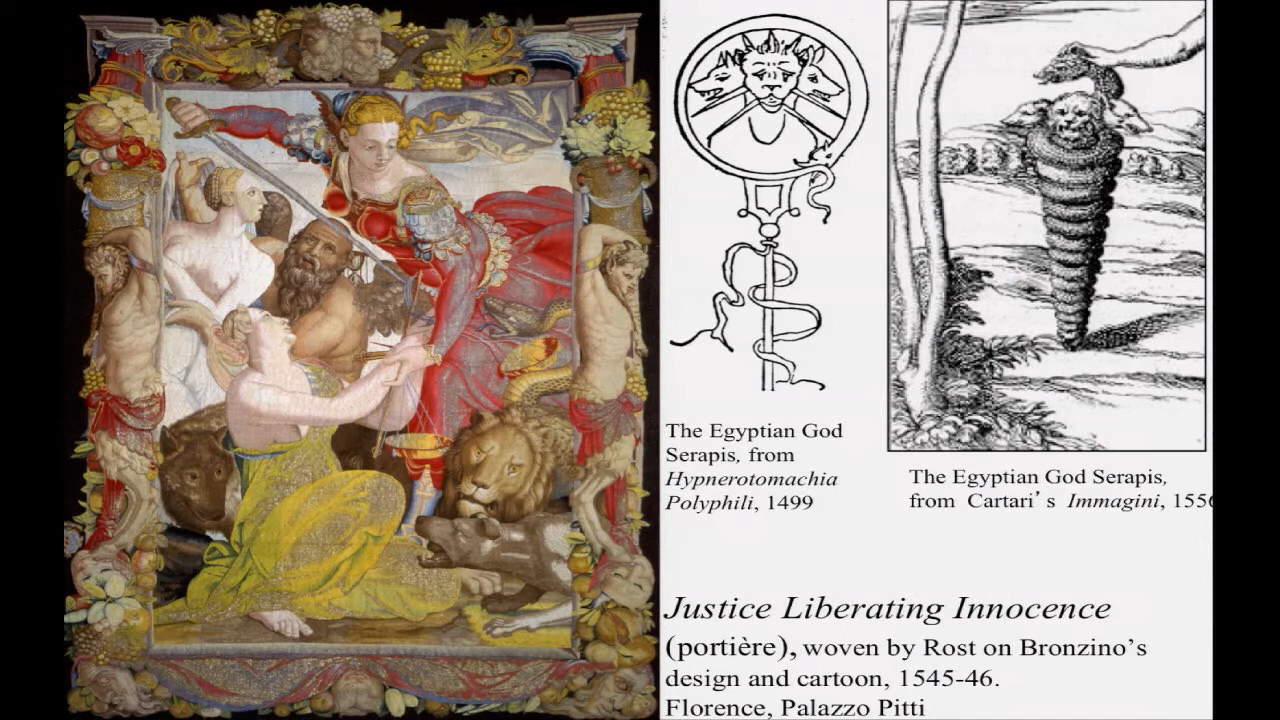 The Egyptian God
Serapis, from
Hypnerotomachia
Polyphili, 1499
The Egyptian God Serapis,
from Cartari’s Immagini, 1556
Justice Liberating Innocence
(portière), woven by Rost on Bronzino’s
design and cartoon, 1545-46.
Florence, Palazzo Pitti